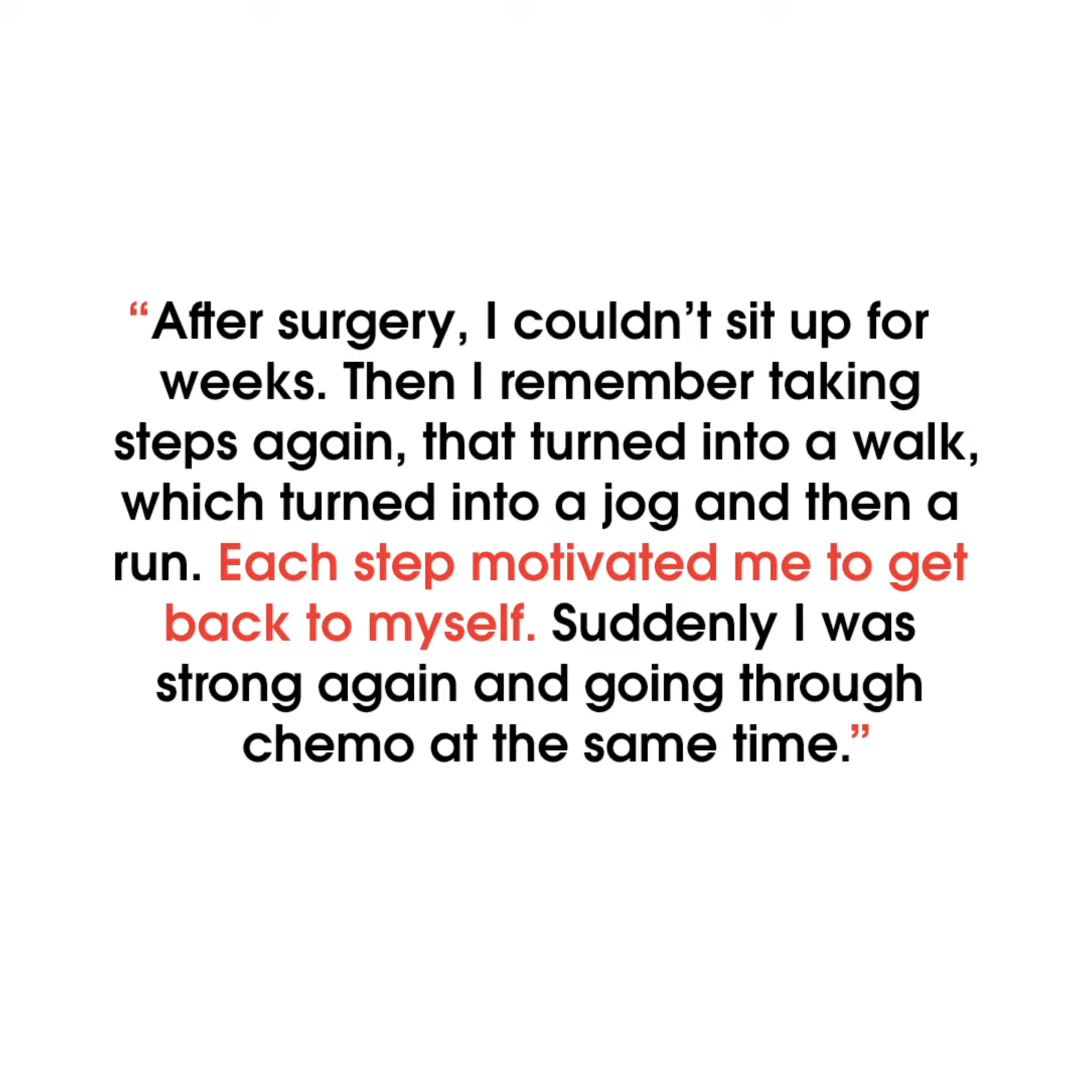 “After surgery, I couldn’t sit up for
weeks. Then I remember taking
steps again, that turned into a walk,
which turned into a jog and then a
run. Each step motivated me to get
back to myself. Suddenly I was
strong again and going through
chemo at the same time.”